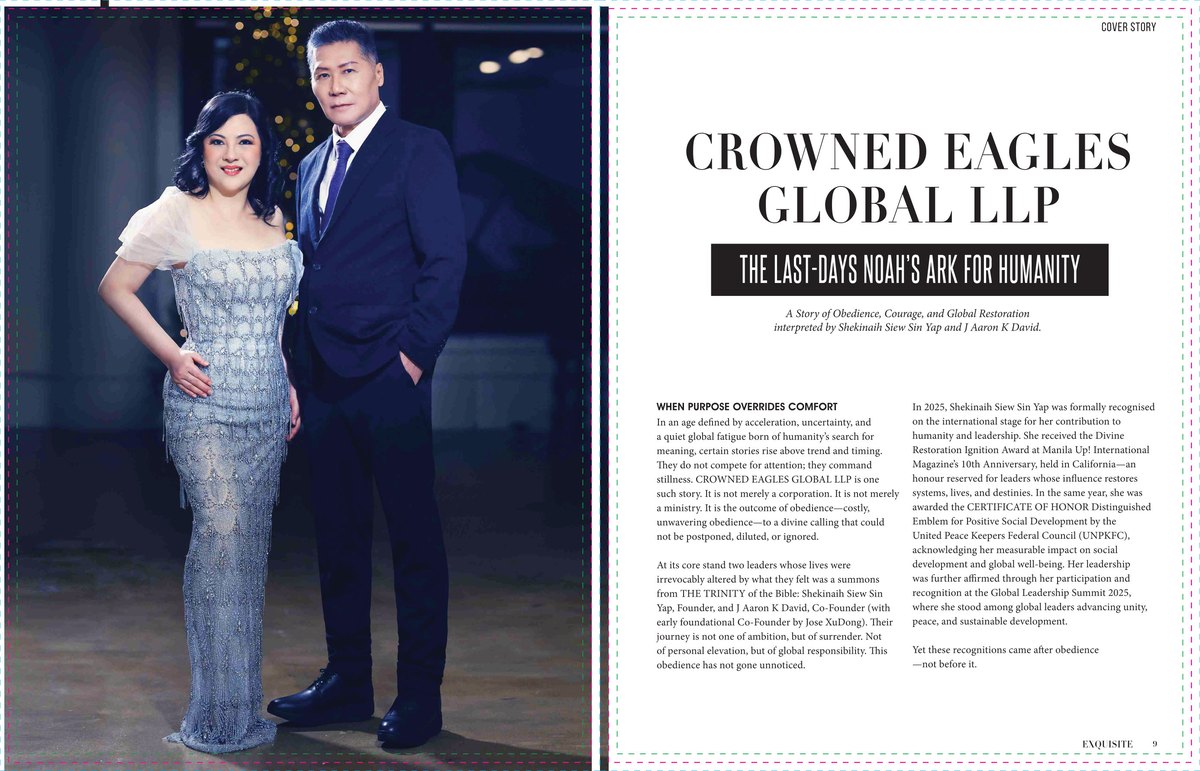 COVER STORY
CROWNED EAGLES
GLOBAL LLP
THE LAST-DAYS NOAH'S ARK FOR HUMANITY
A Story of Obedience, Courage, and Global Restoration
interpreted by Shekinaih Siew Sin Yap and J Aaron K David.
WHEN PURPOSE OVERRIDES COMFORT
In an age defined by acceleration, uncertainty, and
a quiet global fatigue born of humanity's search for
meaning, certain stories rise above trend and timing.
They do not compete for attention; they command
stillness. CROWNED EAGLES GLOBAL LLP is one
such story. It is not merely a corporation. It is not merely
a ministry. It is the outcome of obedience—costly,
unwavering obedience—to a divine calling that could
not be postponed, diluted, or ignored.
At its core stand two leaders whose lives were
irrevocably altered by what they felt was a summons
from THE TRINITY of the Bible: Shekinaih Siew Sin
Yap, Founder, and J Aaron K David, Co-Founder (with
early foundational Co-Founder by Jose XuDong). Their
journey is not one of ambition, but of surrender. Not
of personal elevation, but of global responsibility. This
obedience has not gone unnoticed.
In 2025, Shekinaih Siew Sin Yap was formally recognised
on the international stage for her contribution to
humanity and leadership. She received the Divine
Restoration Ignition Award at Manila Up! International
Magazine's 10th Anniversary, held in California—an
honour reserved for leaders whose influence restores
systems, lives, and destinies. In the same year, she was
awarded the CERTIFICATE OF HONOR Distinguished
Emblem for Positive Social Development by the
United Peace Keepers Federal Council (UNPKFC),
acknowledging her measurable impact on social
development and global well-being. Her leadership
was further affirmed through her participation and
recognition at the Global Leadership Summit 2025,
where she stood among global leaders advancing unity,
peace, and sustainable development.
Yet these recognitions came after obedience
—not before it.
EXQUISITE 9